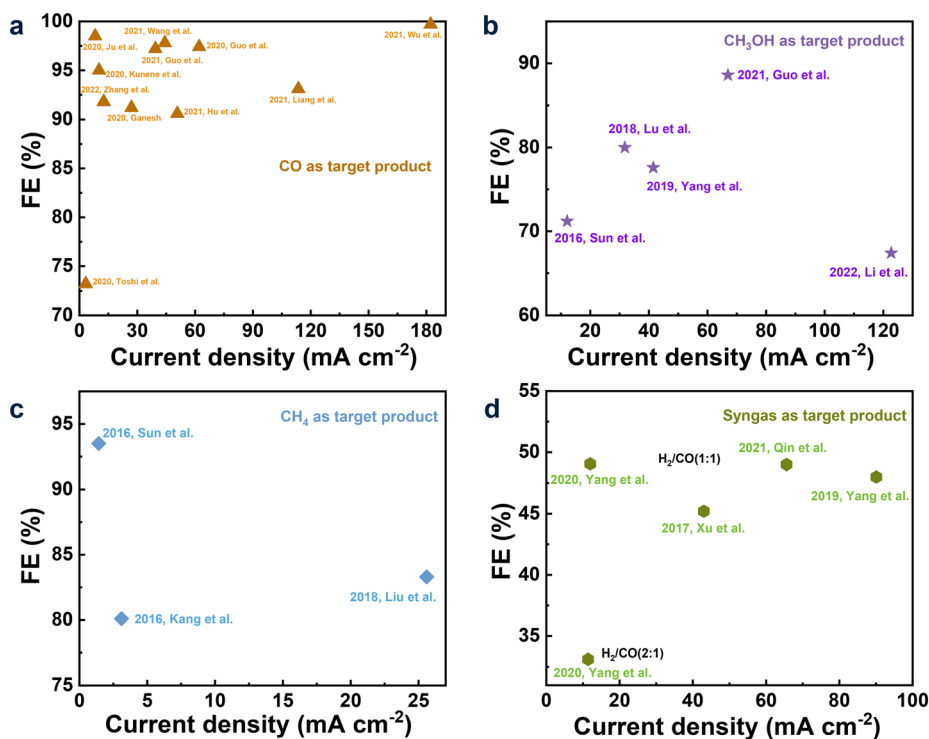 a
100
95
90
85
80
75
70
FE (%)
0
30
60
90
120
150
180
Current density (mA cm⁻²)
2020, Ju et al.
2021, Wang et al.
2021, Guo et al.
2020, Guo et al.
2021, Wu et al.
2020, Kunene et al.
2022, Zhang et al.
2020, Ganesh
2021, Hu et al.
2021, Liang et al.
CO as target product
2020, Toshi et al.
b
90
80
70
60
FE (%)
20
40
60
80
100
120
Current density (mA cm⁻²)
CH₃OH as target product
2021, Guo et al.
2018, Lu et al.
2019, Yang et al.
2016, Sun et al.
2022, Li et al.
c
95
90
85
80
75
FE (%)
0
5
10
15
20
25
Current density (mA cm⁻²)
CH₄ as target product
2016, Sun et al.
2018, Liu et al.
2016, Kang et al.
d
55
50
45
40
35
FE (%)
0
20
40
60
80
100
Current density (mA cm⁻²)
Syngas as target product
2021, Qin et al.
H₂/CO(1:1)
2020, Yang et al.
2019, Yang et al.
2017, Xu et al.
H₂/CO(2:1)
2020, Yang et al.